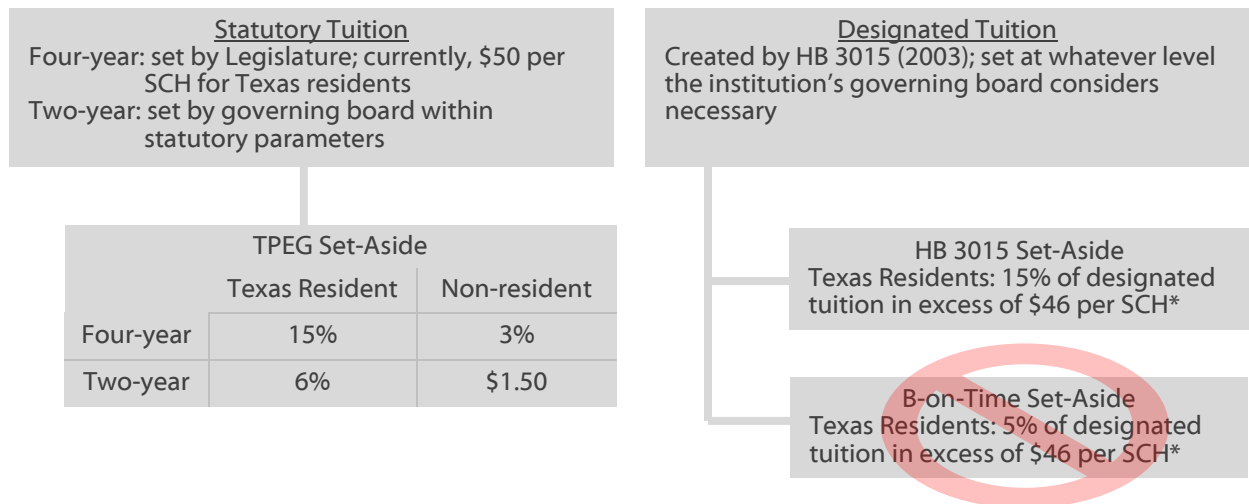 Statutory Tuition
Four-year: set by Legislature; currently, $50 per
SCH for Texas residents
Two-year: set by governing board within
statutory parameters
TPEG Set-Aside
Texas Resident Non-resident
Four-year 15% 3%
Two-year 6% $1.50
Designated Tuition
Created by HB 3015 (2003); set at whatever level
the institution’s governing board considers
necessary
HB 3015 Set-Aside
Texas Residents: 15% of designated
tuition in excess of $46 per SCH*
B-on-Time Set-Aside
Texas Residents: 5% of designated
tuition in excess of $46 per SCH*